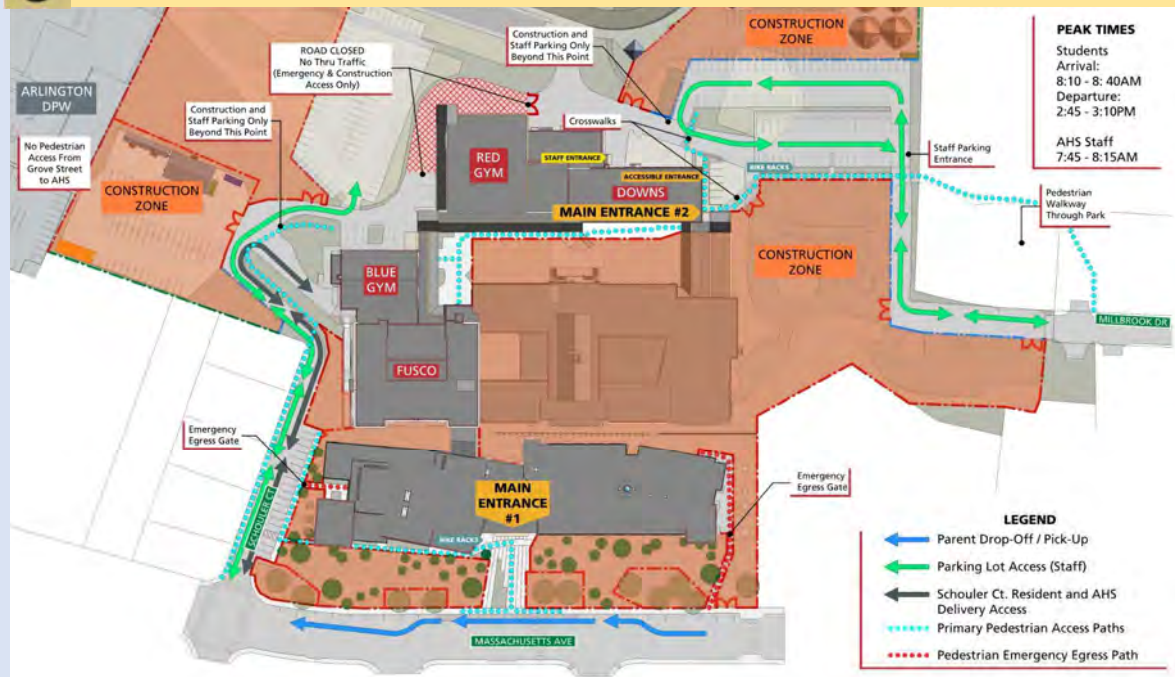 ROAD CLOSED
No Thru Traffic
(Emergency & Construction
Access Only)
Construction and
Staff Parking Only
Beyond This Point
CONSTRUCTION
ZONE
PEAK TIMES
Students
Arrival:
8:10 - 8: 40AM
Departure:
2:45 - 3:10PM
AHS Staff
7:45 - 8:15AM
ARLINGTON
DPW
Construction and
Staff Parking Only
Beyond This Point
No Pedestrian
Access From
Grove Street
to AHS
CONSTRUCTION
ZONE
Crosswalks
RED
GYM
STAFF ENTRANCE
ACCESSIBLE ENTRANCE
DOWNS
MAIN ENTRANCE #2
BIKE RACKS
Staff Parking
Entrance
Pedestrian
Walkway
Through Park
CONSTRUCTION
ZONE
BLUE
GYM
MILLBROOK DR.
FUSCO
Emergency
Egress Gate
MAIN
ENTRANCE
#1
Emergency
Egress Gate
SCHOULER CT
BIKE RACKS
MASSACHUSETTS AVE
LEGEND
Parent Drop-Off / Pick-Up
Parking Lot Access (Staff)
Schouler Ct. Resident and AHS
Delivery Access
Primary Pedestrian Access Paths
Pedestrian Emergency Egress Path